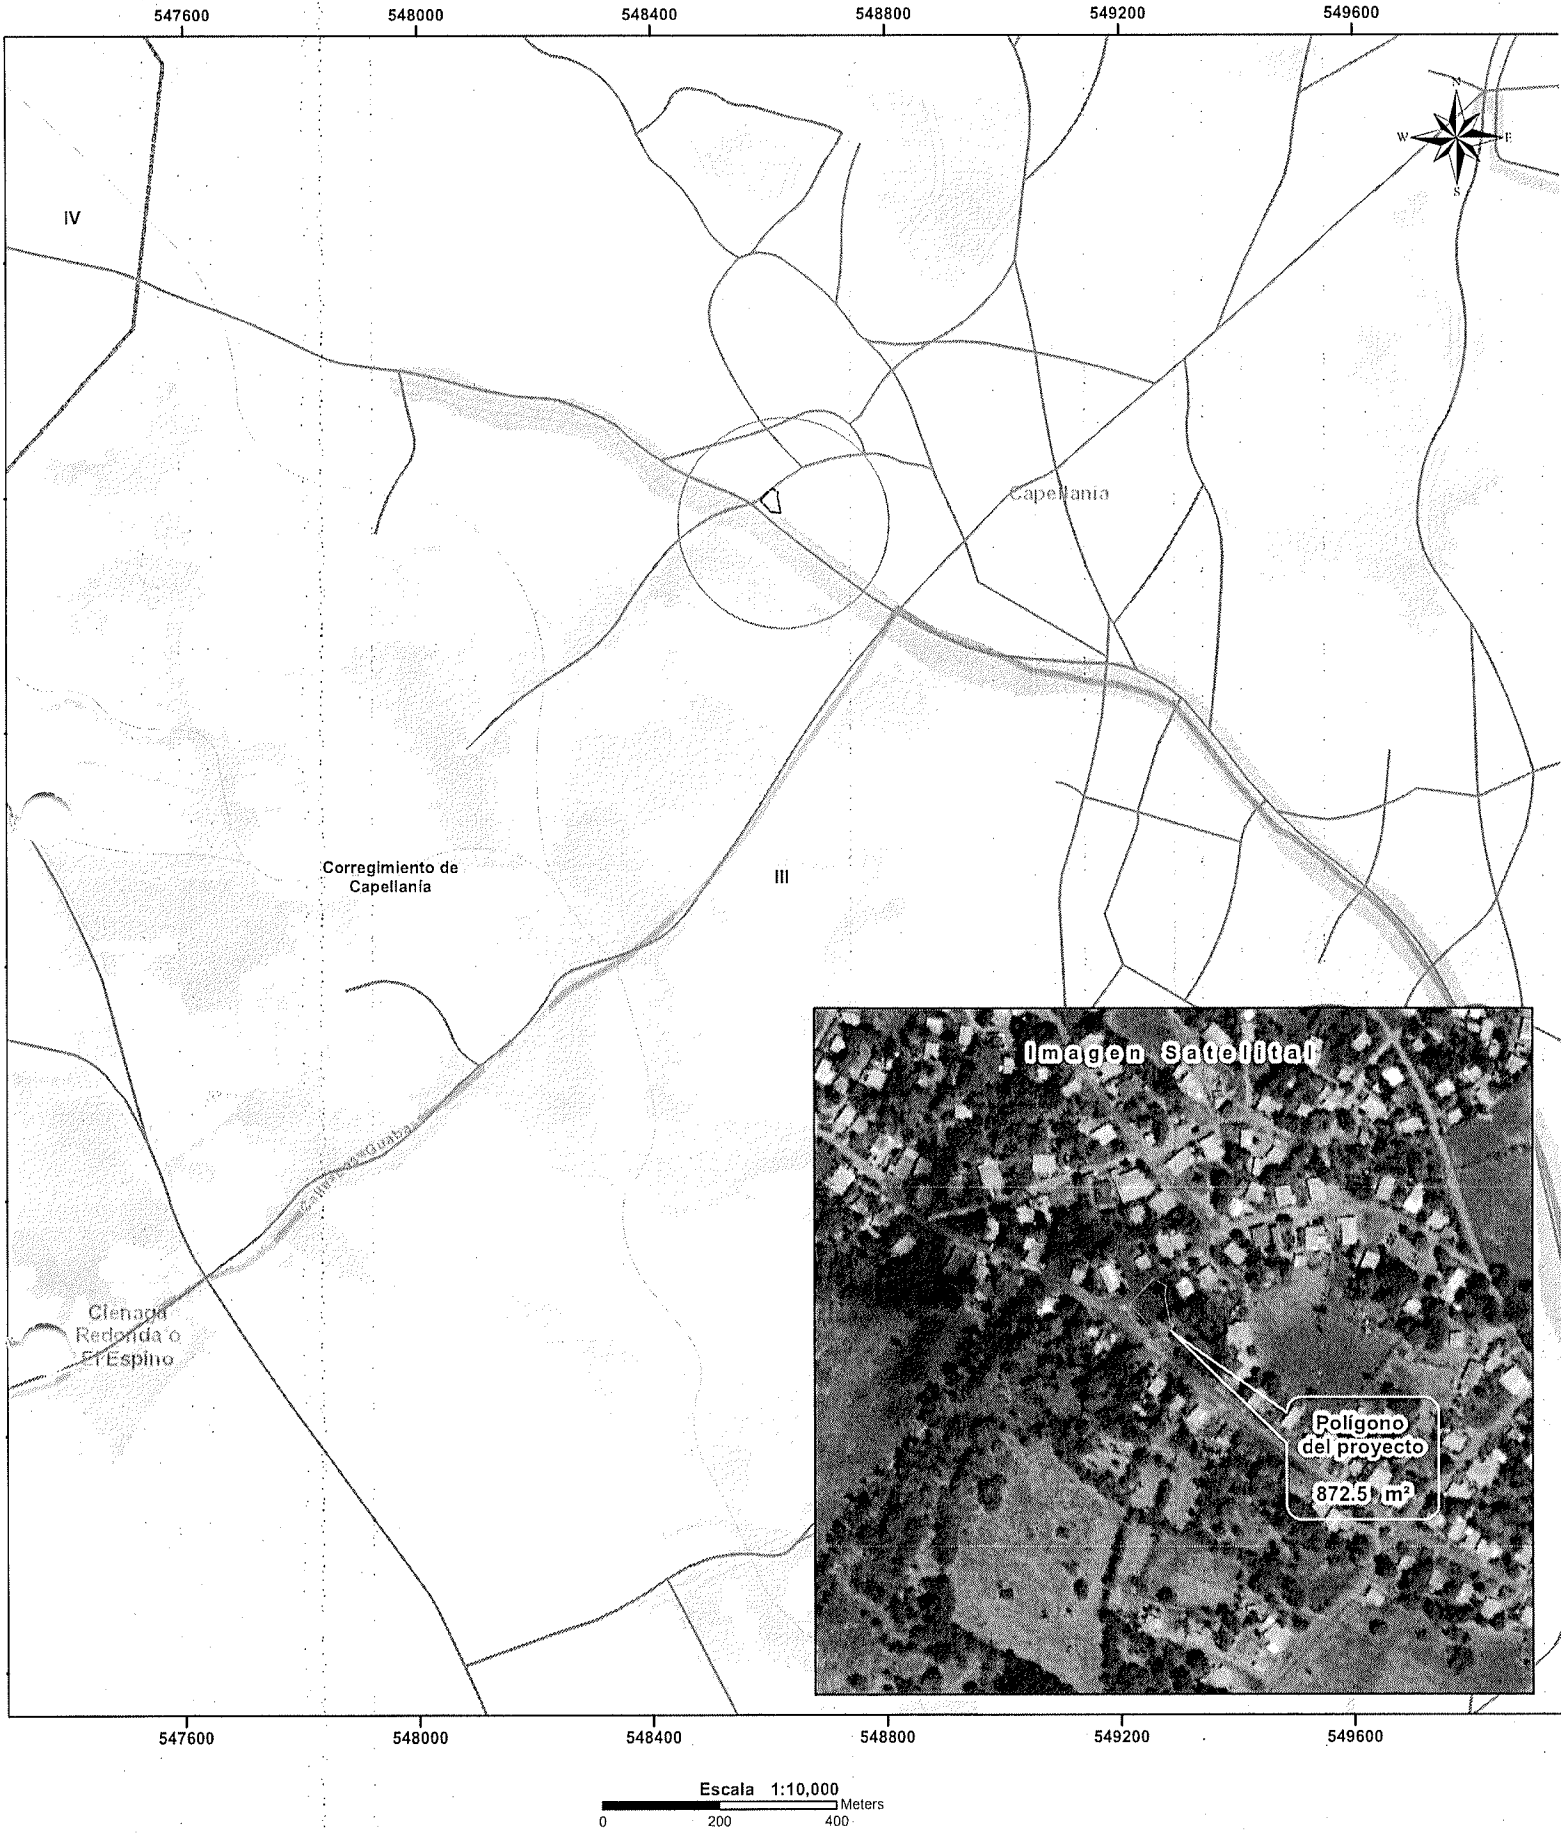 547600 548000 548400 548800 549200 549600
N
W E
S
IV
Capellanía
Corregimiento de
Capellanía
III
Imagen Satelital
Cienaga
Redonda o
El Espino
Polígono
del proyecto
872.5 m²
547600 548000 548400 548800 549200 549600
Escala 1:10,000
Meters
0 200 400